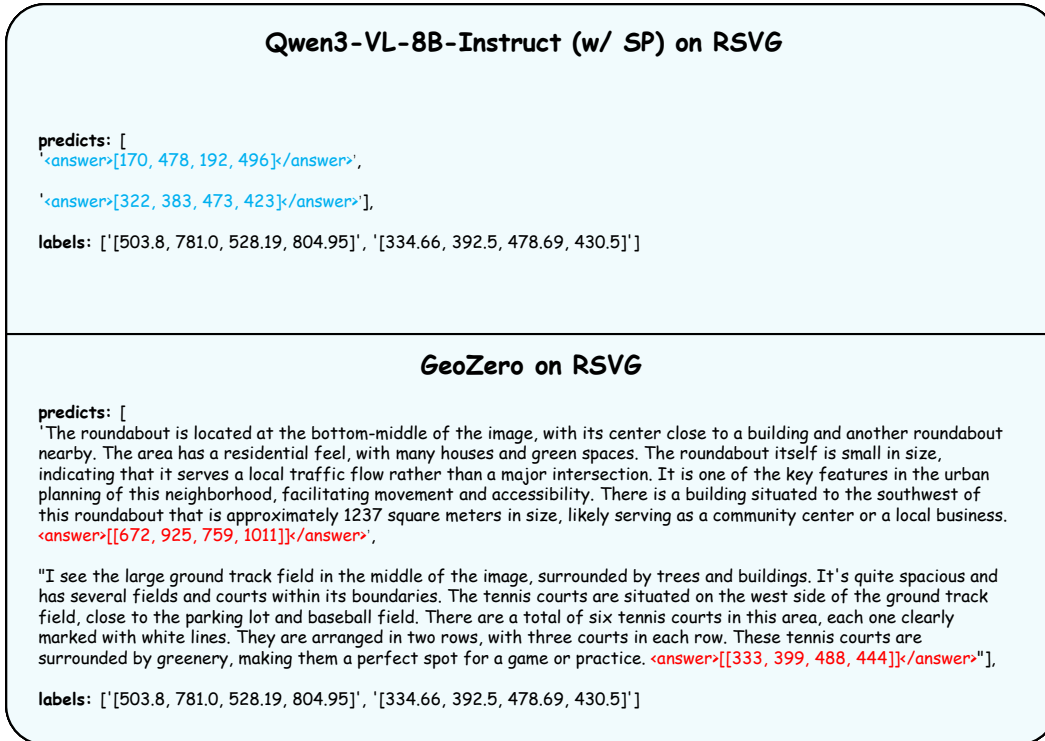 Qwen3-VL-8B-Instruct (w/ SP) on RSVG
predicts: [
'<answer>[170, 478, 192, 496]</answer>',
'<answer>[322, 383, 473, 423]</answer>'],
labels: ['[503.8, 781.0, 528.19, 804.95]', '[334.66, 392.5, 478.69, 430.5]']
GeoZero on RSVG
predicts: [
'The roundabout is located at the bottom-middle of the image, with its center close to a building and another roundabout
nearby. The area has a residential feel, with many houses and green spaces. The roundabout itself is small in size,
indicating that it serves a local traffic flow rather than a major intersection. It is one of the key features in the urban
planning of this neighborhood, facilitating movement and accessibility. There is a building situated to the southwest of
this roundabout that is approximately 1237 square meters in size, likely serving as a community center or a local business.
<answer>[[672, 925, 759, 1011]]</answer>',
"I see the large ground track field in the middle of the image, surrounded by trees and buildings. It's quite spacious and
has several fields and courts within its boundaries. The tennis courts are situated on the west side of the ground track
field, close to the parking lot and baseball field. There are a total of six tennis courts in this area, each one clearly
marked with white lines. They are arranged in two rows, with three courts in each row. These tennis courts are
surrounded by greenery, making them a perfect spot for a game or practice. <answer>[[333, 399, 488, 444]]</answer>"],
labels: ['[503.8, 781.0, 528.19, 804.95]', '[334.66, 392.5, 478.69, 430.5]']